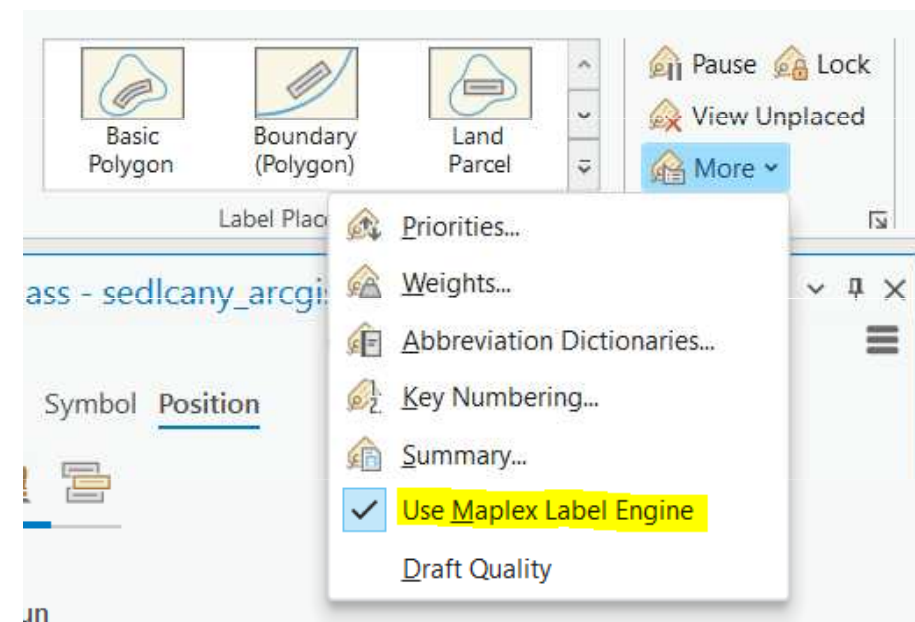 Pause Lock
Basic Polygon
Boundary (Polygon)
Land Parcel
View Unplaced
More
Label Plac
Priorities...
Weights...
Abbreviation Dictionaries...
Key Numbering...
Summary...
Use Maplex Label Engine
Draft Quality
ass - sedlcany_arcgi
Symbol Position
un